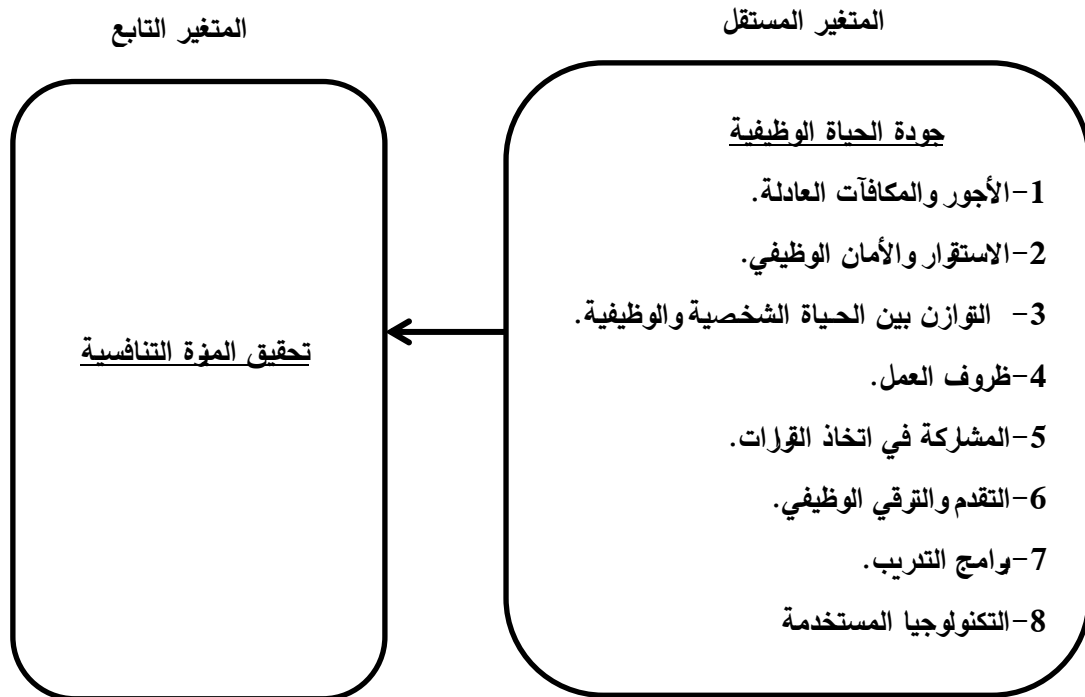 المتغير المستقل
المتغير التابع
جودة الحياة الوظيفية
1-الأجور والمكافآت العادلة.
2-الاستقرار والأمان الوظيفي.
3- التوازن بين الحياة الشخصية والوظيفية.
4-ظروف العمل.
5-المشاركة في اتخاذ القرارات.
6-التقدم والترقي الوظيفي.
7-برامج التدريب.
8-التكنولوجيا المستخدمة
تحقيق الميزة التنافسية